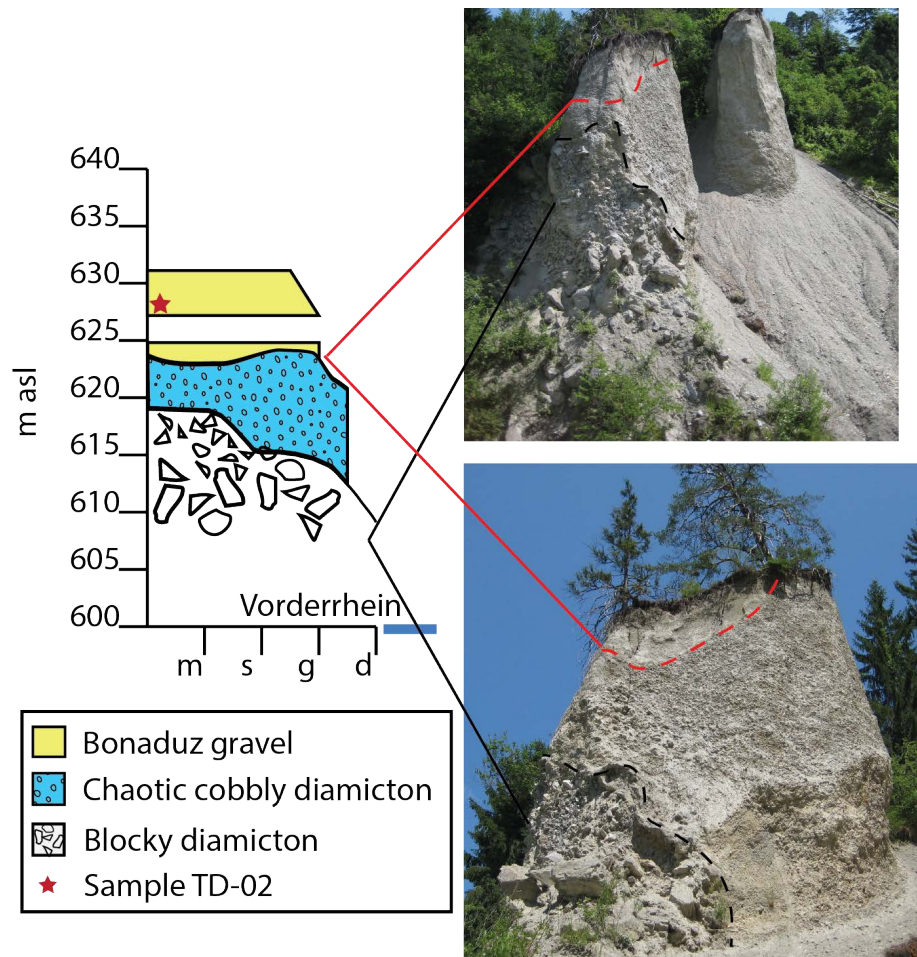 640
635
630
625
620
615
610
605
600
m asl
Vorderrhein
m s g d
Bonaduz gravel
Chaotic cobbly diamicton
Blocky diamicton
Sample TD-02